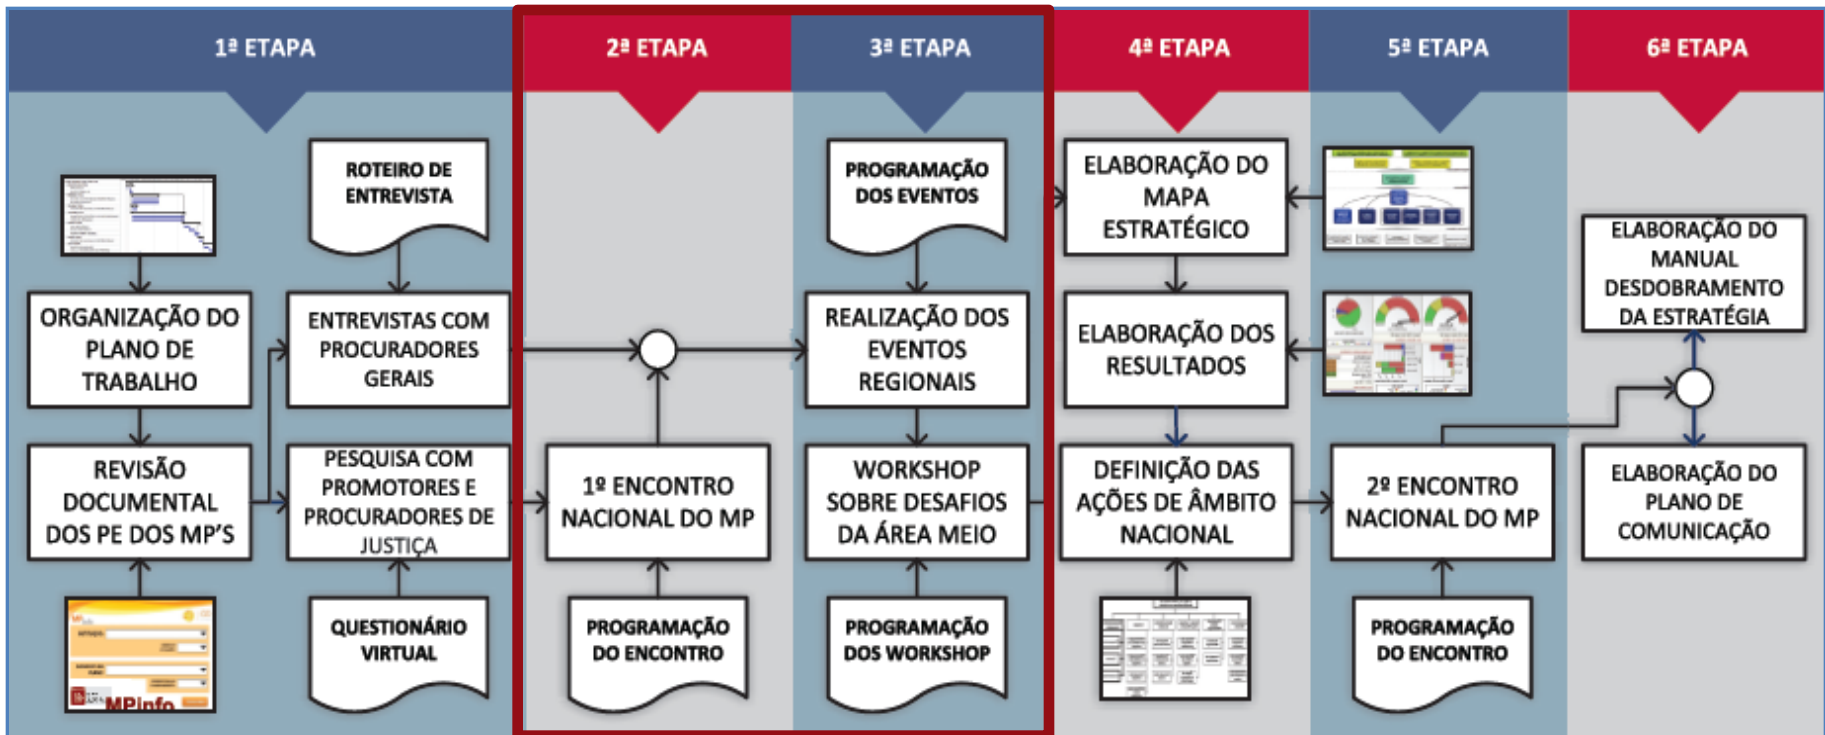 1ª ETAPA
2ª ETAPA
3ª ETAPA
4ª ETAPA
5ª ETAPA
6ª ETAPA
ROTEIRO DE
ENTREVISTA
ORGANIZAÇÃO DO
PLANO DE
TRABALHO
ENTREVISTAS COM
PROCURADORES
GERAIS
REVISÃO
DOCUMENTAL
DOS PE DOS MP'S
PESQUISA COM
PROMOTORES E
PROCURADORES DE
JUSTIÇA
MPinfo
QUESTIONÁRIO
VIRTUAL
1º ENCONTRO
NACIONAL DO MP
PROGRAMAÇÃO
DO ENCONTRO
PROGRAMAÇÃO
DOS EVENTOS
REALIZAÇÃO DOS
EVENTOS
REGIONAIS
WORKSHOP
SOBRE DESAFIOS
DA ÁREA MEIO
PROGRAMAÇÃO
DOS WORKSHOP
ELABORAÇÃO DO
MAPA
ESTRATÉGICO
ELABORAÇÃO DOS
RESULTADOS
DEFINIÇÃO DAS
AÇÕES DE ÂMBITO
NACIONAL
2º ENCONTRO
NACIONAL DO MP
PROGRAMAÇÃO
DO ENCONTRO
ELABORAÇÃO DO
MANUAL
DESDOBRAMENTO
DA ESTRATÉGIA
ELABORAÇÃO DO
PLANO DE
COMUNICAÇÃO